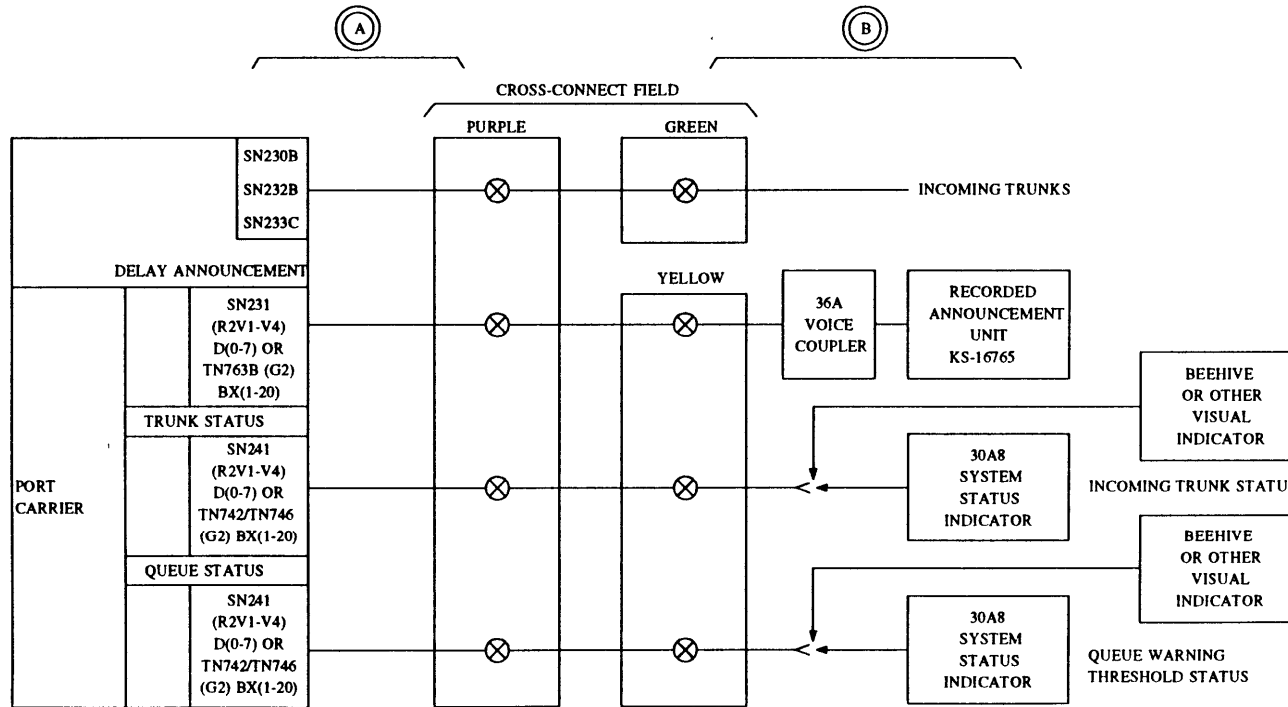 A
B
CROSS-CONNECT FIELD
PURPLE
GREEN
SN230B
SN232B
SN233C
INCOMING TRUNKS
DELAY ANNOUNCEMENT
YELLOW
SN231
(R2V1-V4)
D(0-7) OR
TN763B (G2)
BX(1-20)
36A
VOICE
COUPLER
RECORDED
ANNOUNCEMENT
UNIT
KS-16765
BEEHIVE
OR OTHER
VISUAL
INDICATOR
TRUNK STATUS
PORT
CARRIER
SN241
(R2V1-V4)
D(0-7) OR
TN742/TN746
(G2) BX(1-20)
30A8
SYSTEM
STATUS
INDICATOR
INCOMING TRUNK STATU
QUEUE STATUS
BEEHIVE
OR OTHER
VISUAL
INDICATOR
SN241
(R2V1-V4)
D(0-7) OR
TN742/TN746
(G2) BX(1-20)
30A8
SYSTEM
STATUS
INDICATOR
QUEUE WARNING
THRESHOLD STATUS